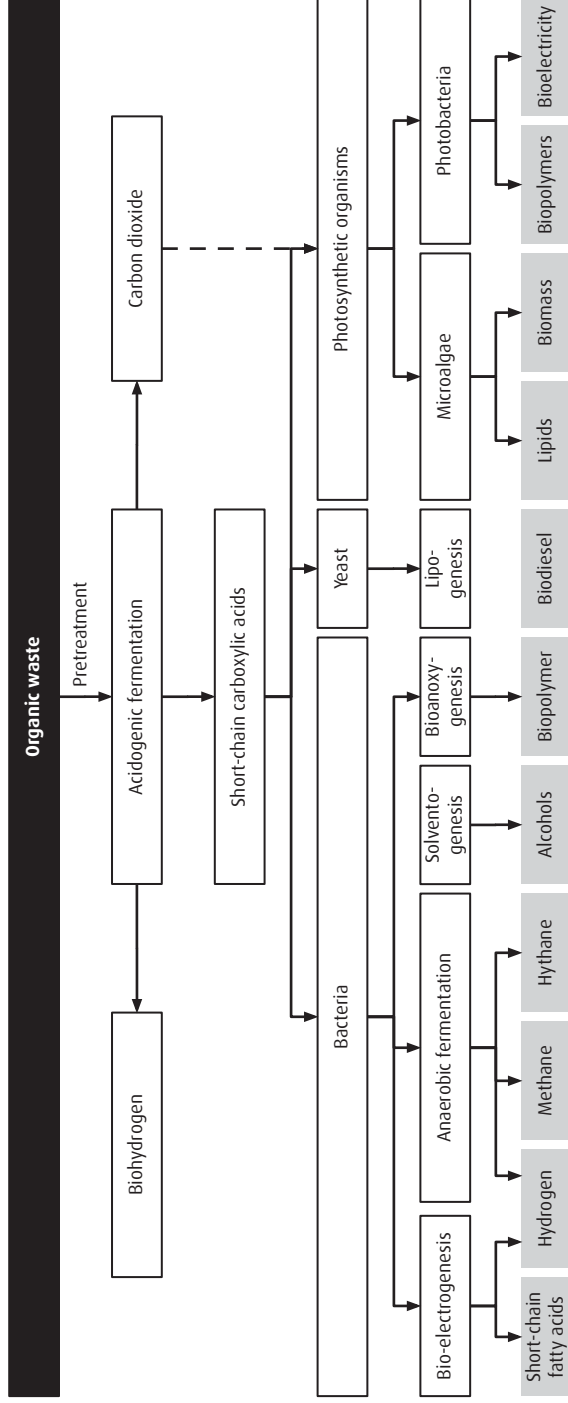 Organic waste
Pretreatment
Biohydrogen
Acidogenic fermentation
Carbon dioxide
Short-chain carboxylic acids
Bacteria
Yeast
Photosynthetic organisms
Bio-electrogenesis
Anaerobic fermentation
Solvento-
genesis
Bioanoxy-
genesis
Lipo-
genesis
Microalgae
Photobacteria
Short-chain
fatty acids
Hydrogen
Methane
Hythane
Alcohols
Biopolymer
Biodiesel
Lipids
Biomass
Biopolymers
Bioelectricity